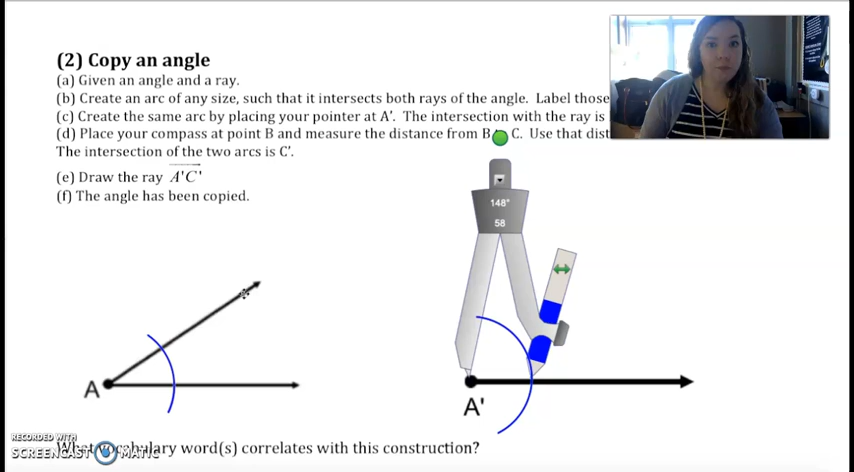 (2) Copy an angle
(a) Given an angle and a ray.
(b) Create an arc of any size, such that it intersects both rays of the angle. Label those
(c) Create the same arc by placing your pointer at A'. The intersection with the ray is
(d) Place your compass at point B and measure the distance from B C. Use that dist
The intersection of the two arcs is C'.
(e) Draw the ray A'C'
(f) The angle has been copied.
148°
58
A
A'
RECORDED WITH
What vocabulary word(s) correlates with this construction?
SCREENCAST MATIC